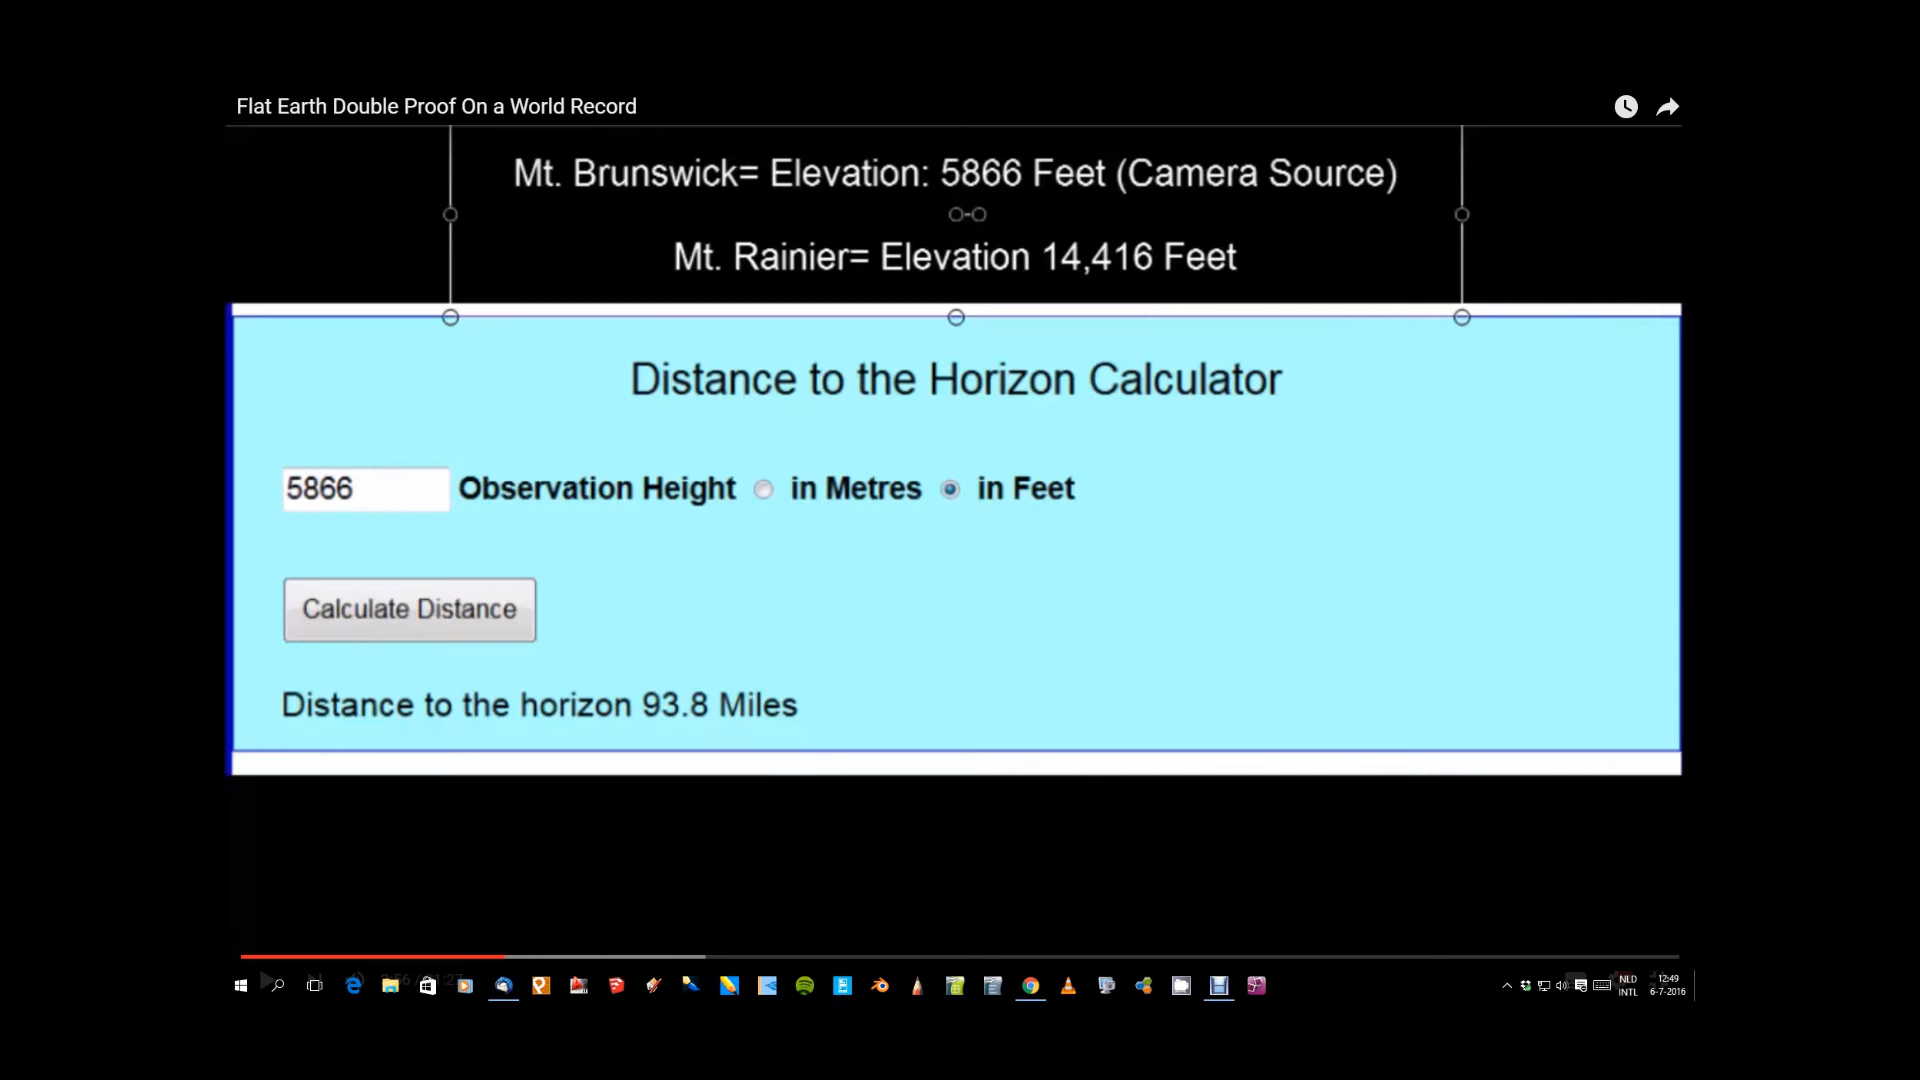 Flat Earth Double Proof On a World Record
Mt. Brunswick= Elevation: 5866 Feet (Camera Source)
Mt. Rainier= Elevation 14,416 Feet
Distance to the Horizon Calculator
5866 Observation Height in Metres in Feet
Calculate Distance
Distance to the horizon 93.8 Miles
NLD 12:49
INTL 6-7-2016